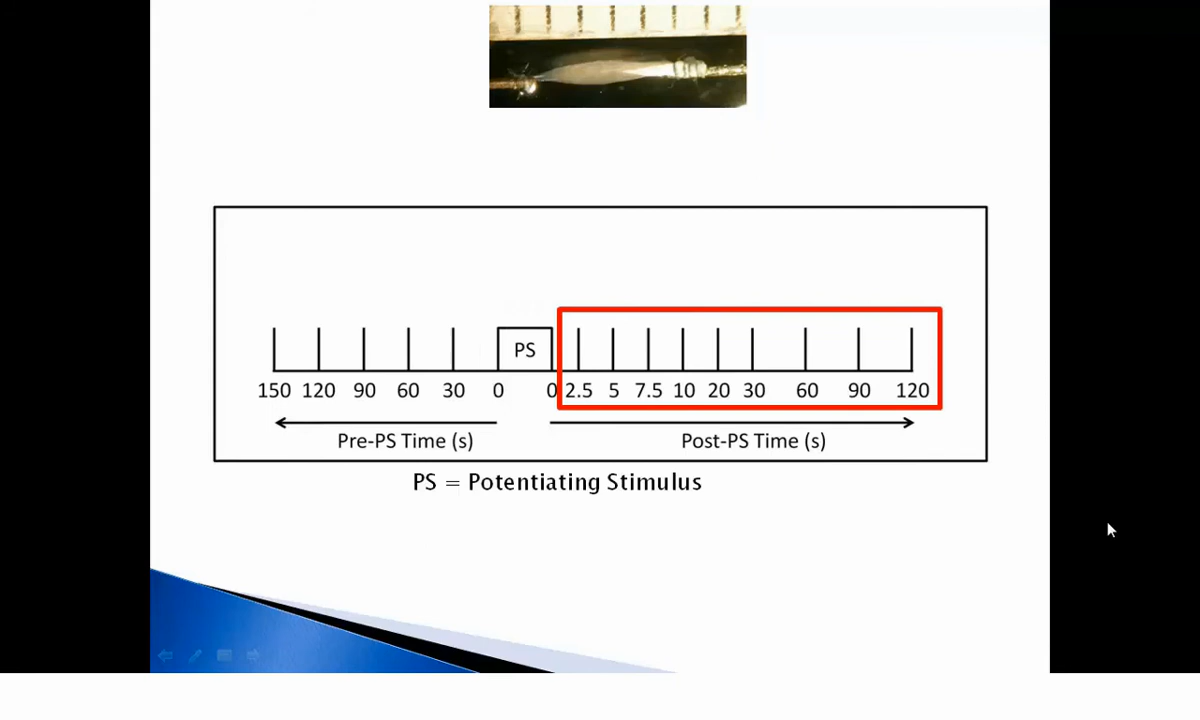 PS
150 120 90 60 30 0 0 2.5 5 7.5 10 20 30 60 90 120
Pre-PS Time (s) Post-PS Time (s)
PS = Potentiating Stimulus